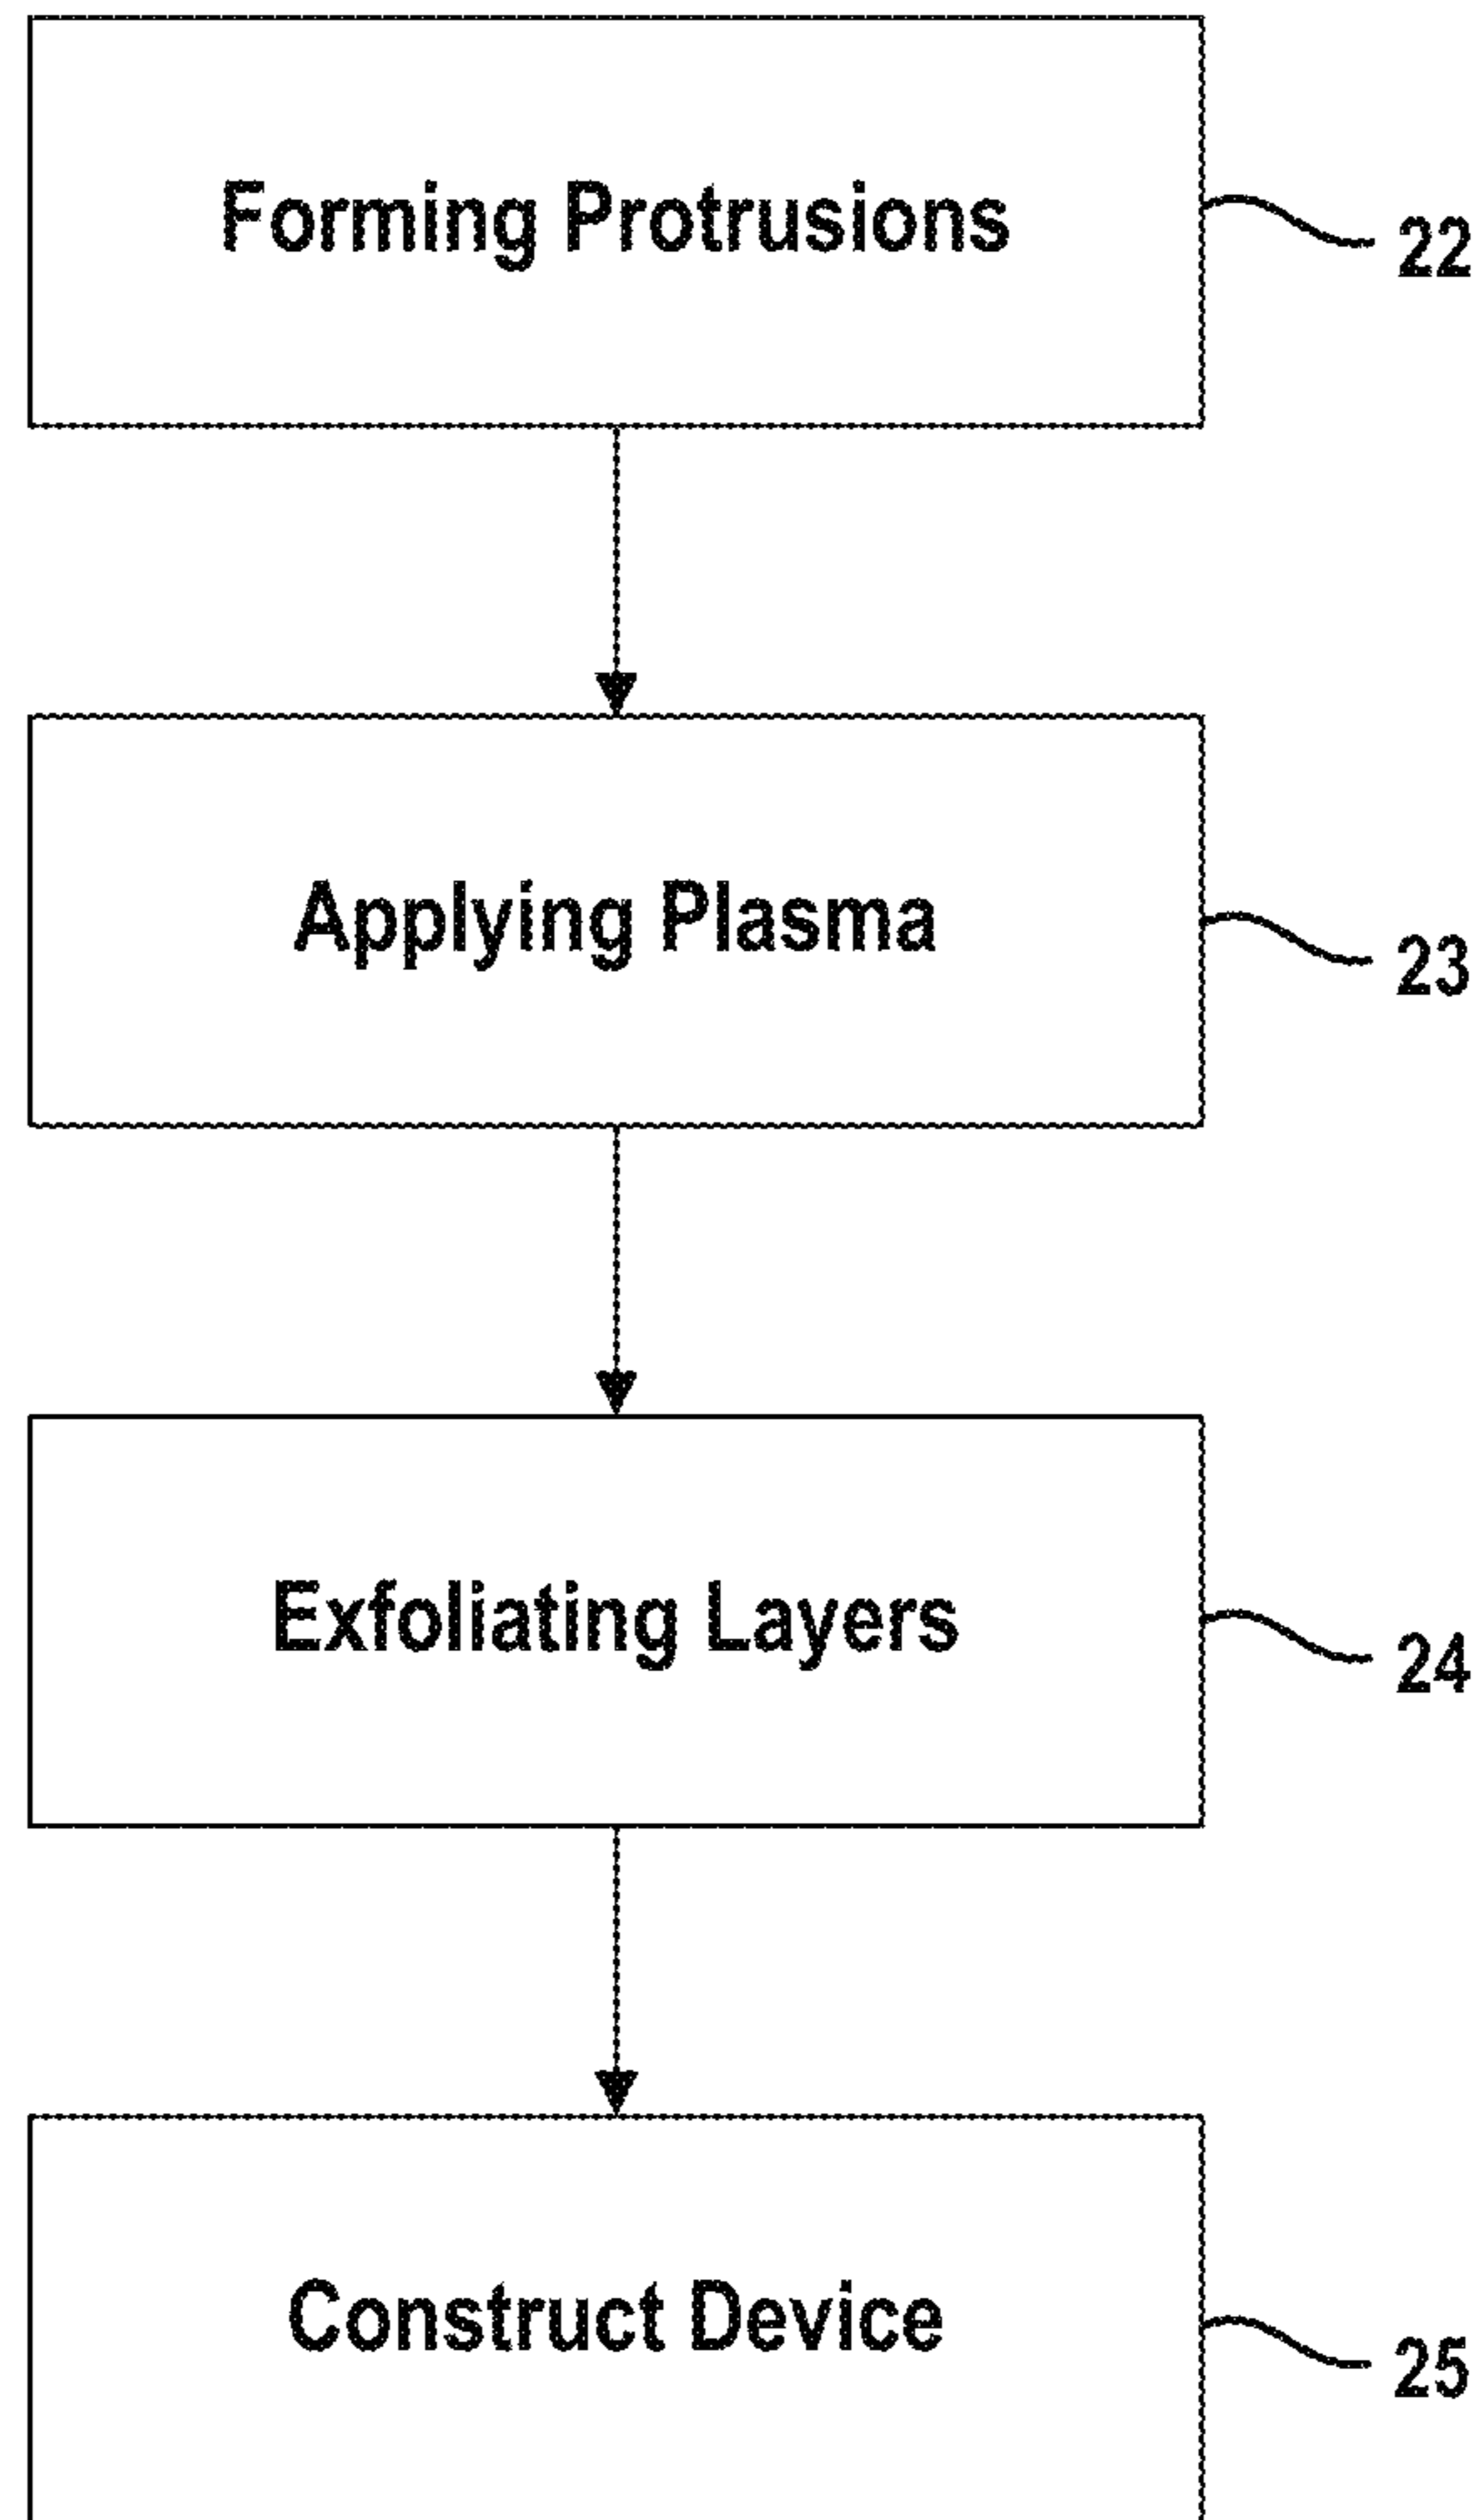 Forming Protrusions
22
Applying Plasma
23
Exfoliating Layers
24
Construct Device
25